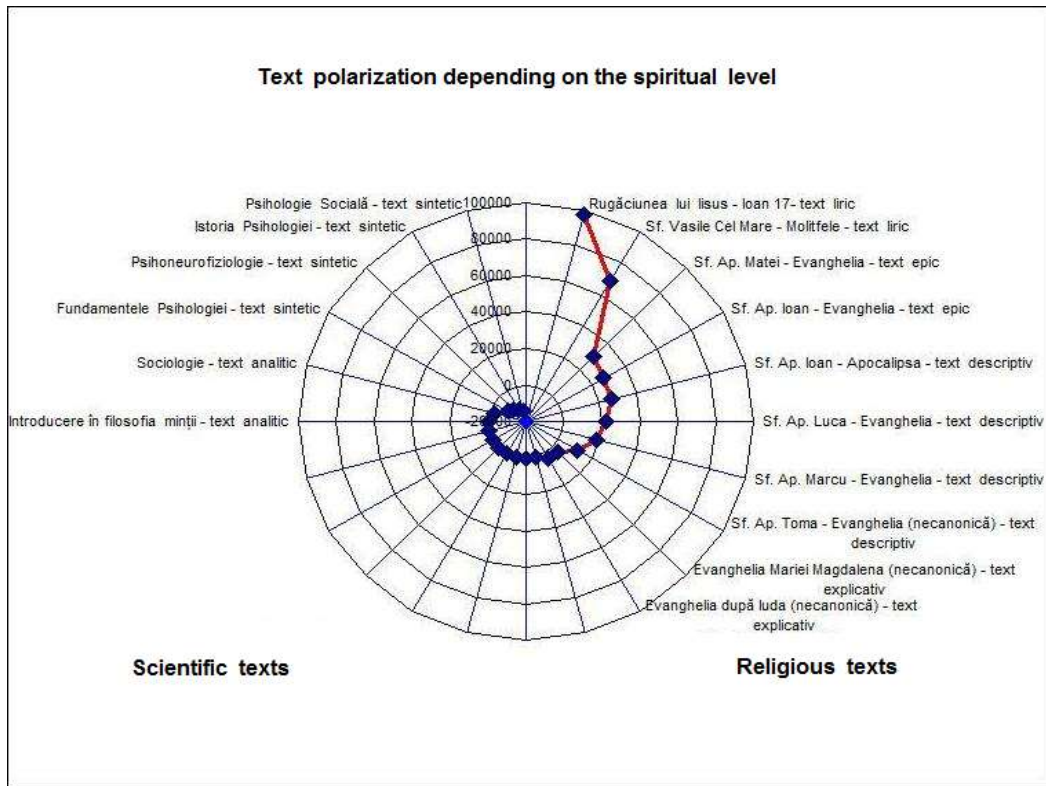 Text polarization depending on the spiritual level
Psihologie Socială - text sintetic
Istoria Psihologiei - text sintetic
Psihoneurofiziologie - text sintetic
Fundamentele Psihologiei - text sintetic
Sociologie - text analitic
Introducere în filosofia minții - text analitic
100000
80000
60000
40000
20000
0
-20000
Rugăciunea lui Iisus - Ioan 17- text liric
Sf. Vasile Cel Mare - Molitfele - text liric
Sf. Ap. Matei - Evanghelia - text epic
Sf. Ap. Ioan - Evanghelia - text epic
Sf. Ap. Ioan - Apocalipsa - text descriptiv
Sf. Ap. Luca - Evanghelia - text descriptiv
Sf. Ap. Marcu - Evanghelia - text descriptiv
Sf. Ap. Toma - Evanghelia (necanonică) - text
descriptiv
Evanghelia Mariei Magdalena (necanonică) - text
explicativ
Evanghelia după Iuda (necanonică) - text
explicativ
Scientific texts
Religious texts